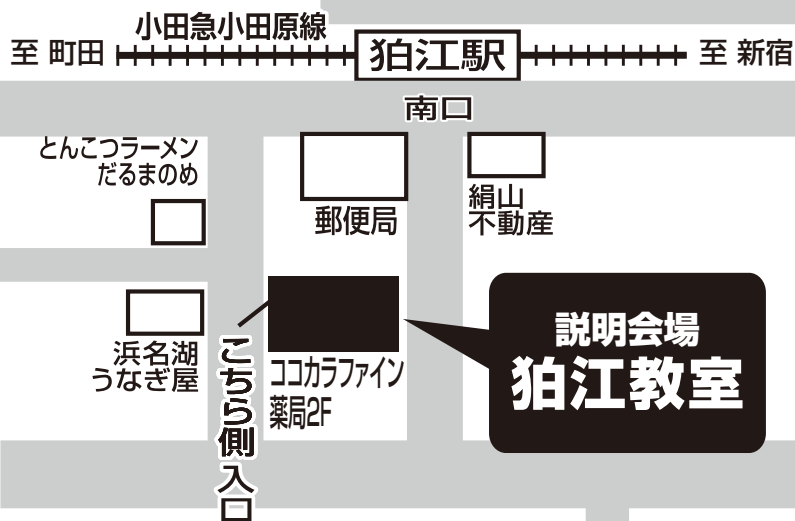 小田急小田原線
至 町田
狛江駅
至 新宿
南口
とんこつラーメン
だるまのめ
郵便局
絹山
不動産
説明会場
狛江教室
浜名湖
うなぎ屋
ココカラファイン
薬局2F
こちら側入口